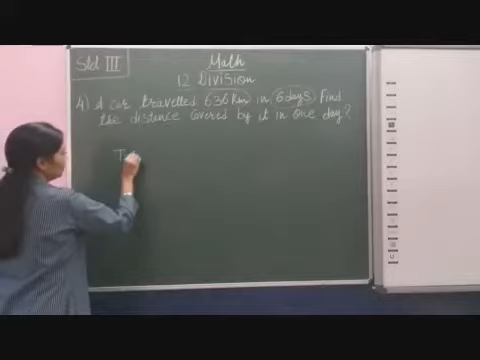 Std III
Math
12 Division
4) A car travelled 636 km in 6 days Find
the distance covered by it in one day?
T